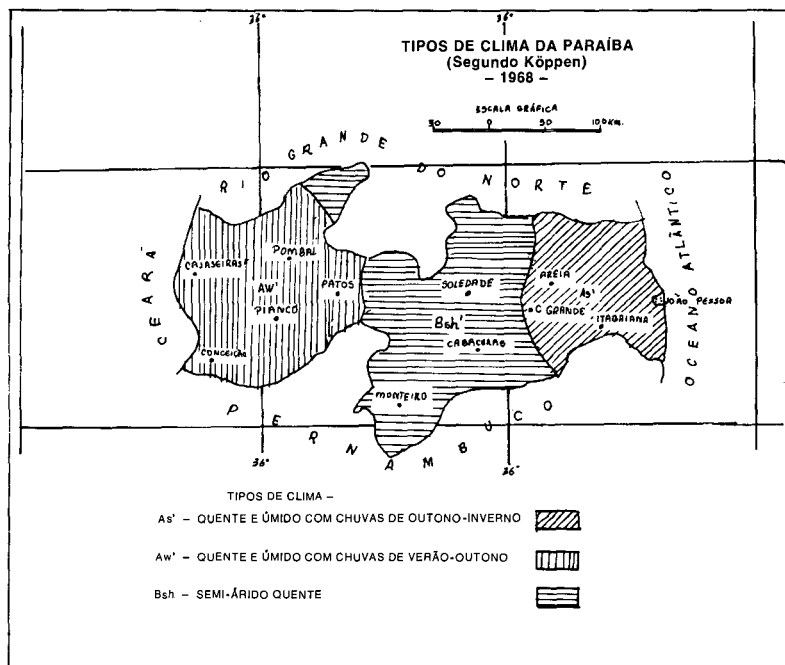 36°
36°
TIPOS DE CLIMA DA PARAÍBA
(Segundo Köppen)
– 1968 –
ESCALA GRÁFICA
50 0 50 100KM.
RIO GRANDE DO NORTE
CEARÁ
OCEANO ATLÂNTICO
CAJASEIRAS
POMBAL
AW'
PATOS
PIANCÓ
CONCEIÇÃO
SOLEDADE
Bsh'
CABACEIRAS
MONTEIRO
AREIA
As'
C. GRANDE
ITABAIANA
JOÃO PESSOA
PERNAMBUCO
36°
36°
TIPOS DE CLIMA –
As' – QUENTE E ÚMIDO COM CHUVAS DE OUTONO-INVERNO
Aw' – QUENTE E ÚMIDO COM CHUVAS DE VERÃO-OUTONO
Bsh – SEMI-ÁRIDO QUENTE